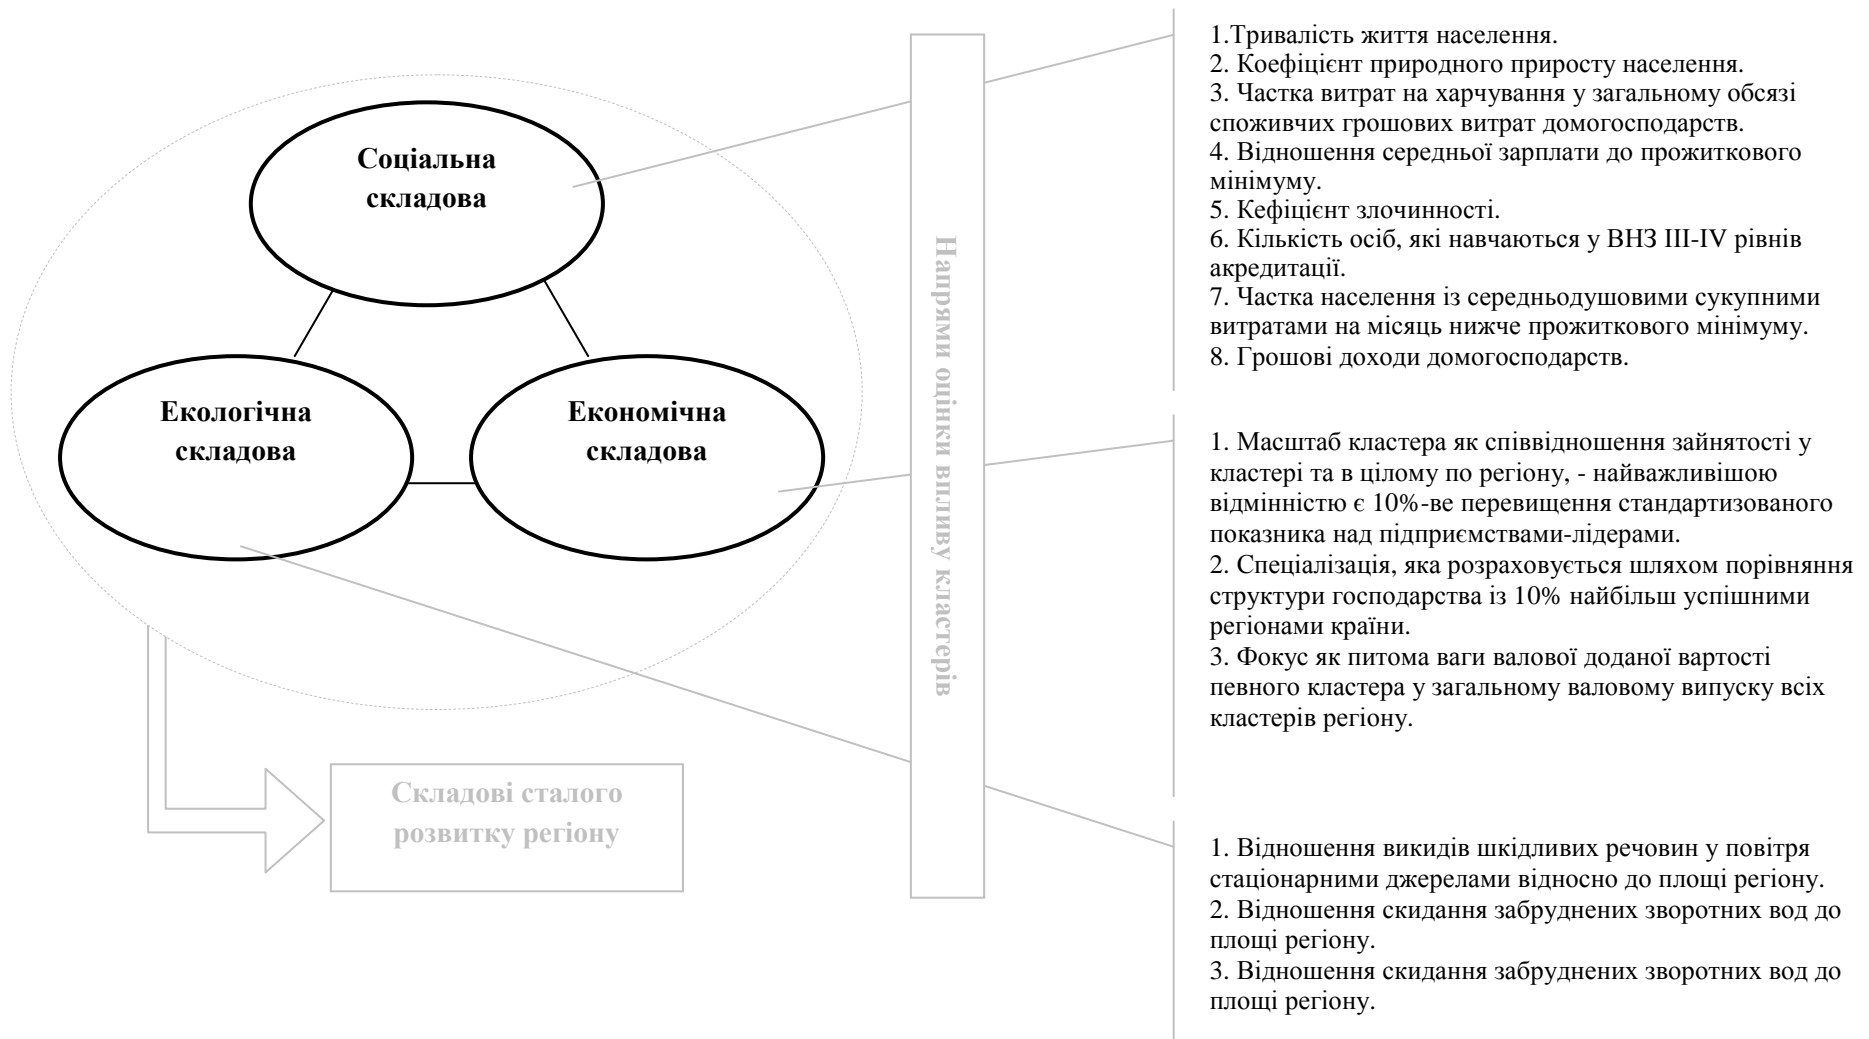 Соціальна
складова
Екологічна
складова
Економічна
складова
Складові сталого
розвитку регіону
Напрями оцінки впливу кластерів
1.Тривалість життя населення.
2. Коефіцієнт природного приросту населення.
3. Частка витрат на харчування у загальному обсязі
споживчих грошових витрат домогосподарств.
4. Відношення середньої зарплати до прожиткового
мінімуму.
5. Кефіцієнт злочинності.
6. Кількість осіб, які навчаються у ВНЗ III-IV рівнів
акредитації.
7. Частка населення із середньодушовими сукупними
витратами на місяць нижче прожиткового мінімуму.
8. Грошові доходи домогосподарств.
1. Масштаб кластера як співвідношення зайнятості у
кластері та в цілому по регіону, - найважливішою
відмінністю є 10%-ве перевищення стандартизованого
показника над підприємствами-лідерами.
2. Спеціалізація, яка розраховується шляхом порівняння
структури господарства із 10% найбільш успішними
регіонами країни.
3. Фокус як питома ваги валової доданої вартості
певного кластера у загальному валовому випуску всіх
кластерів регіону.
1. Відношення викидів шкідливих речовин у повітря
стаціонарними джерелами відносно до площі регіону.
2. Відношення скидання забруднених зворотних вод до
площі регіону.
3. Відношення скидання забруднених зворотних вод до
площі регіону.